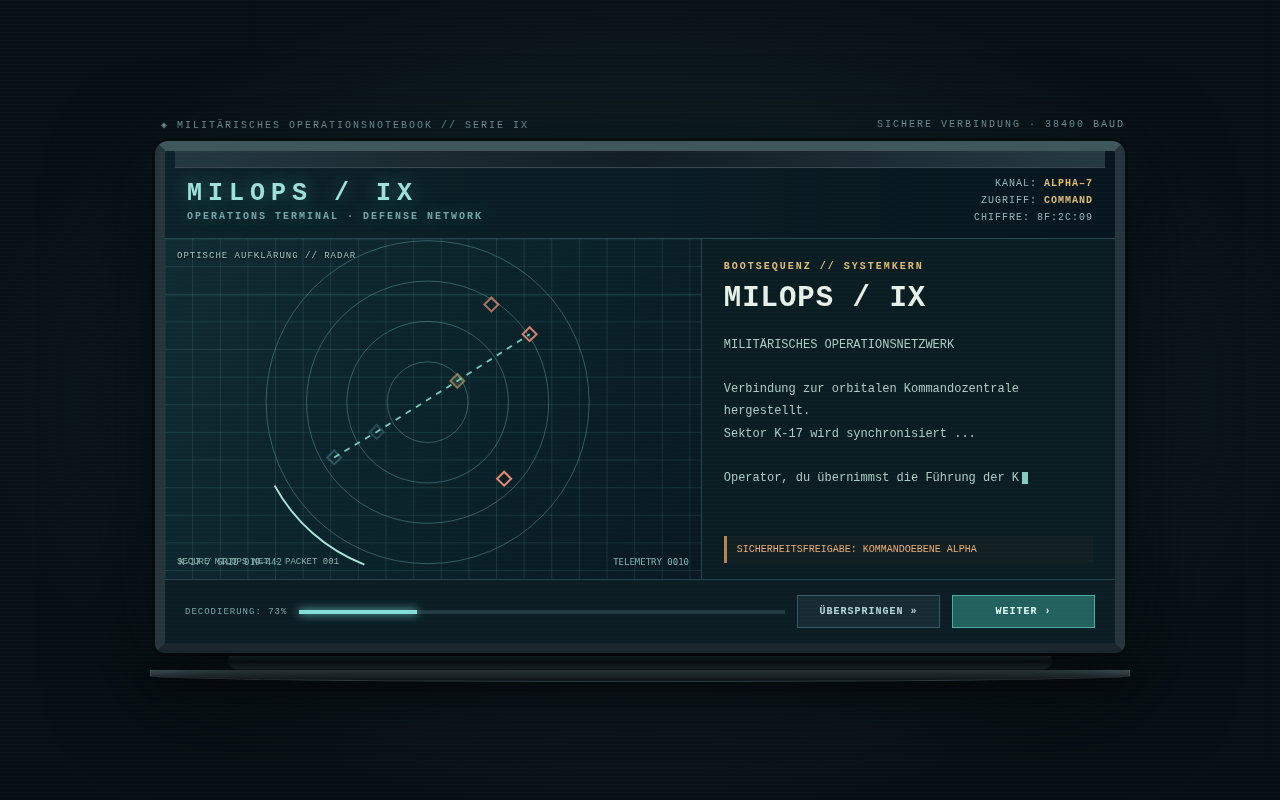 ◈ MILITÄRISCHES OPERATIONSNOTEBOOK // SERIE IX
SICHERE VERBINDUNG · 38400 BAUD
MILOPS / IX
OPERATIONS TERMINAL · DEFENSE NETWORK
KANAL: ALPHA-7
ZUGRIFF: COMMAND
CHIFFRE: 8F:2C:09
OPTISCHE AUFKLÄRUNG // RADAR
PACKET 001
TELEMETRY 0010
BOOTSEQUENZ // SYSTEMKERN
MILOPS / IX
MILITÄRISCHES OPERATIONSNETZWERK
Verbindung zur orbitalen Kommandozentrale
hergestellt.
Sektor K-17 wird synchronisiert ...
Operator, du übernimmst die Führung der K
SICHERHEITSFREIGABE: KOMMANDOEBENE ALPHA
DECODIERUNG: 73%
ÜBERSPRINGEN »
WEITER ›